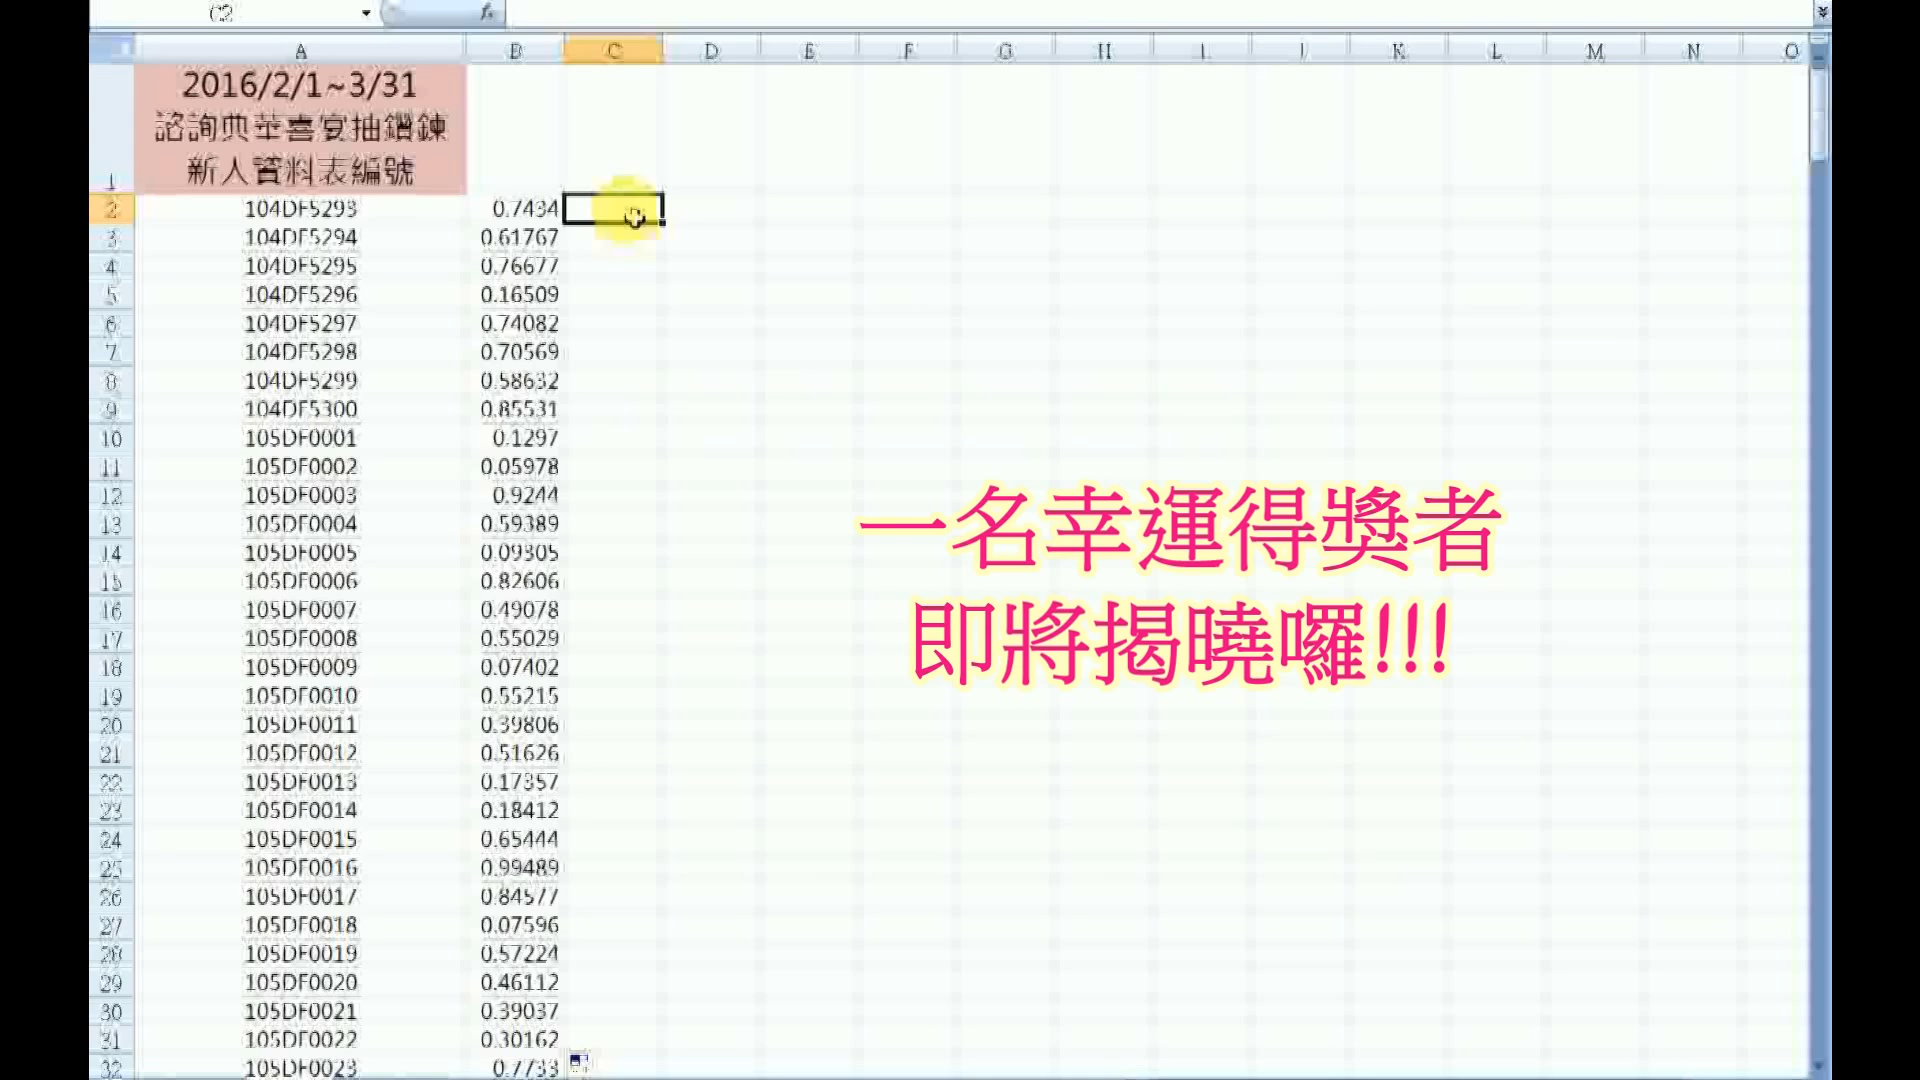 C2
A B C D E F G H I J K L M N O
2016/2/1~3/31
諮詢典華喜宴抽鑽鍊
1 新人資料表編號
2 104DF5293 0.7434
3 104DF5294 0.61767
4 104DF5295 0.76677
5 104DF5296 0.16509
6 104DF5297 0.74082
7 104DF5298 0.70569
8 104DF5299 0.58632
9 104DF5300 0.85531
10 105DF0001 0.1297
11 105DF0002 0.05978
12 105DF0003 0.9244
13 105DF0004 0.59389
14 105DF0005 0.09305
15 105DF0006 0.82606
16 105DF0007 0.49078
17 105DF0008 0.55029
18 105DF0009 0.07402
19 105DF0010 0.55215
20 105DF0011 0.39806
21 105DF0012 0.51626
22 105DF0013 0.17357
23 105DF0014 0.18412
24 105DF0015 0.65444
25 105DF0016 0.99489
26 105DF0017 0.84577
27 105DF0018 0.07596
28 105DF0019 0.57224
29 105DF0020 0.46112
30 105DF0021 0.39037
31 105DF0022 0.30162
32 105DF0023 0.7733
一名幸運得獎者
即將揭曉囉!!!